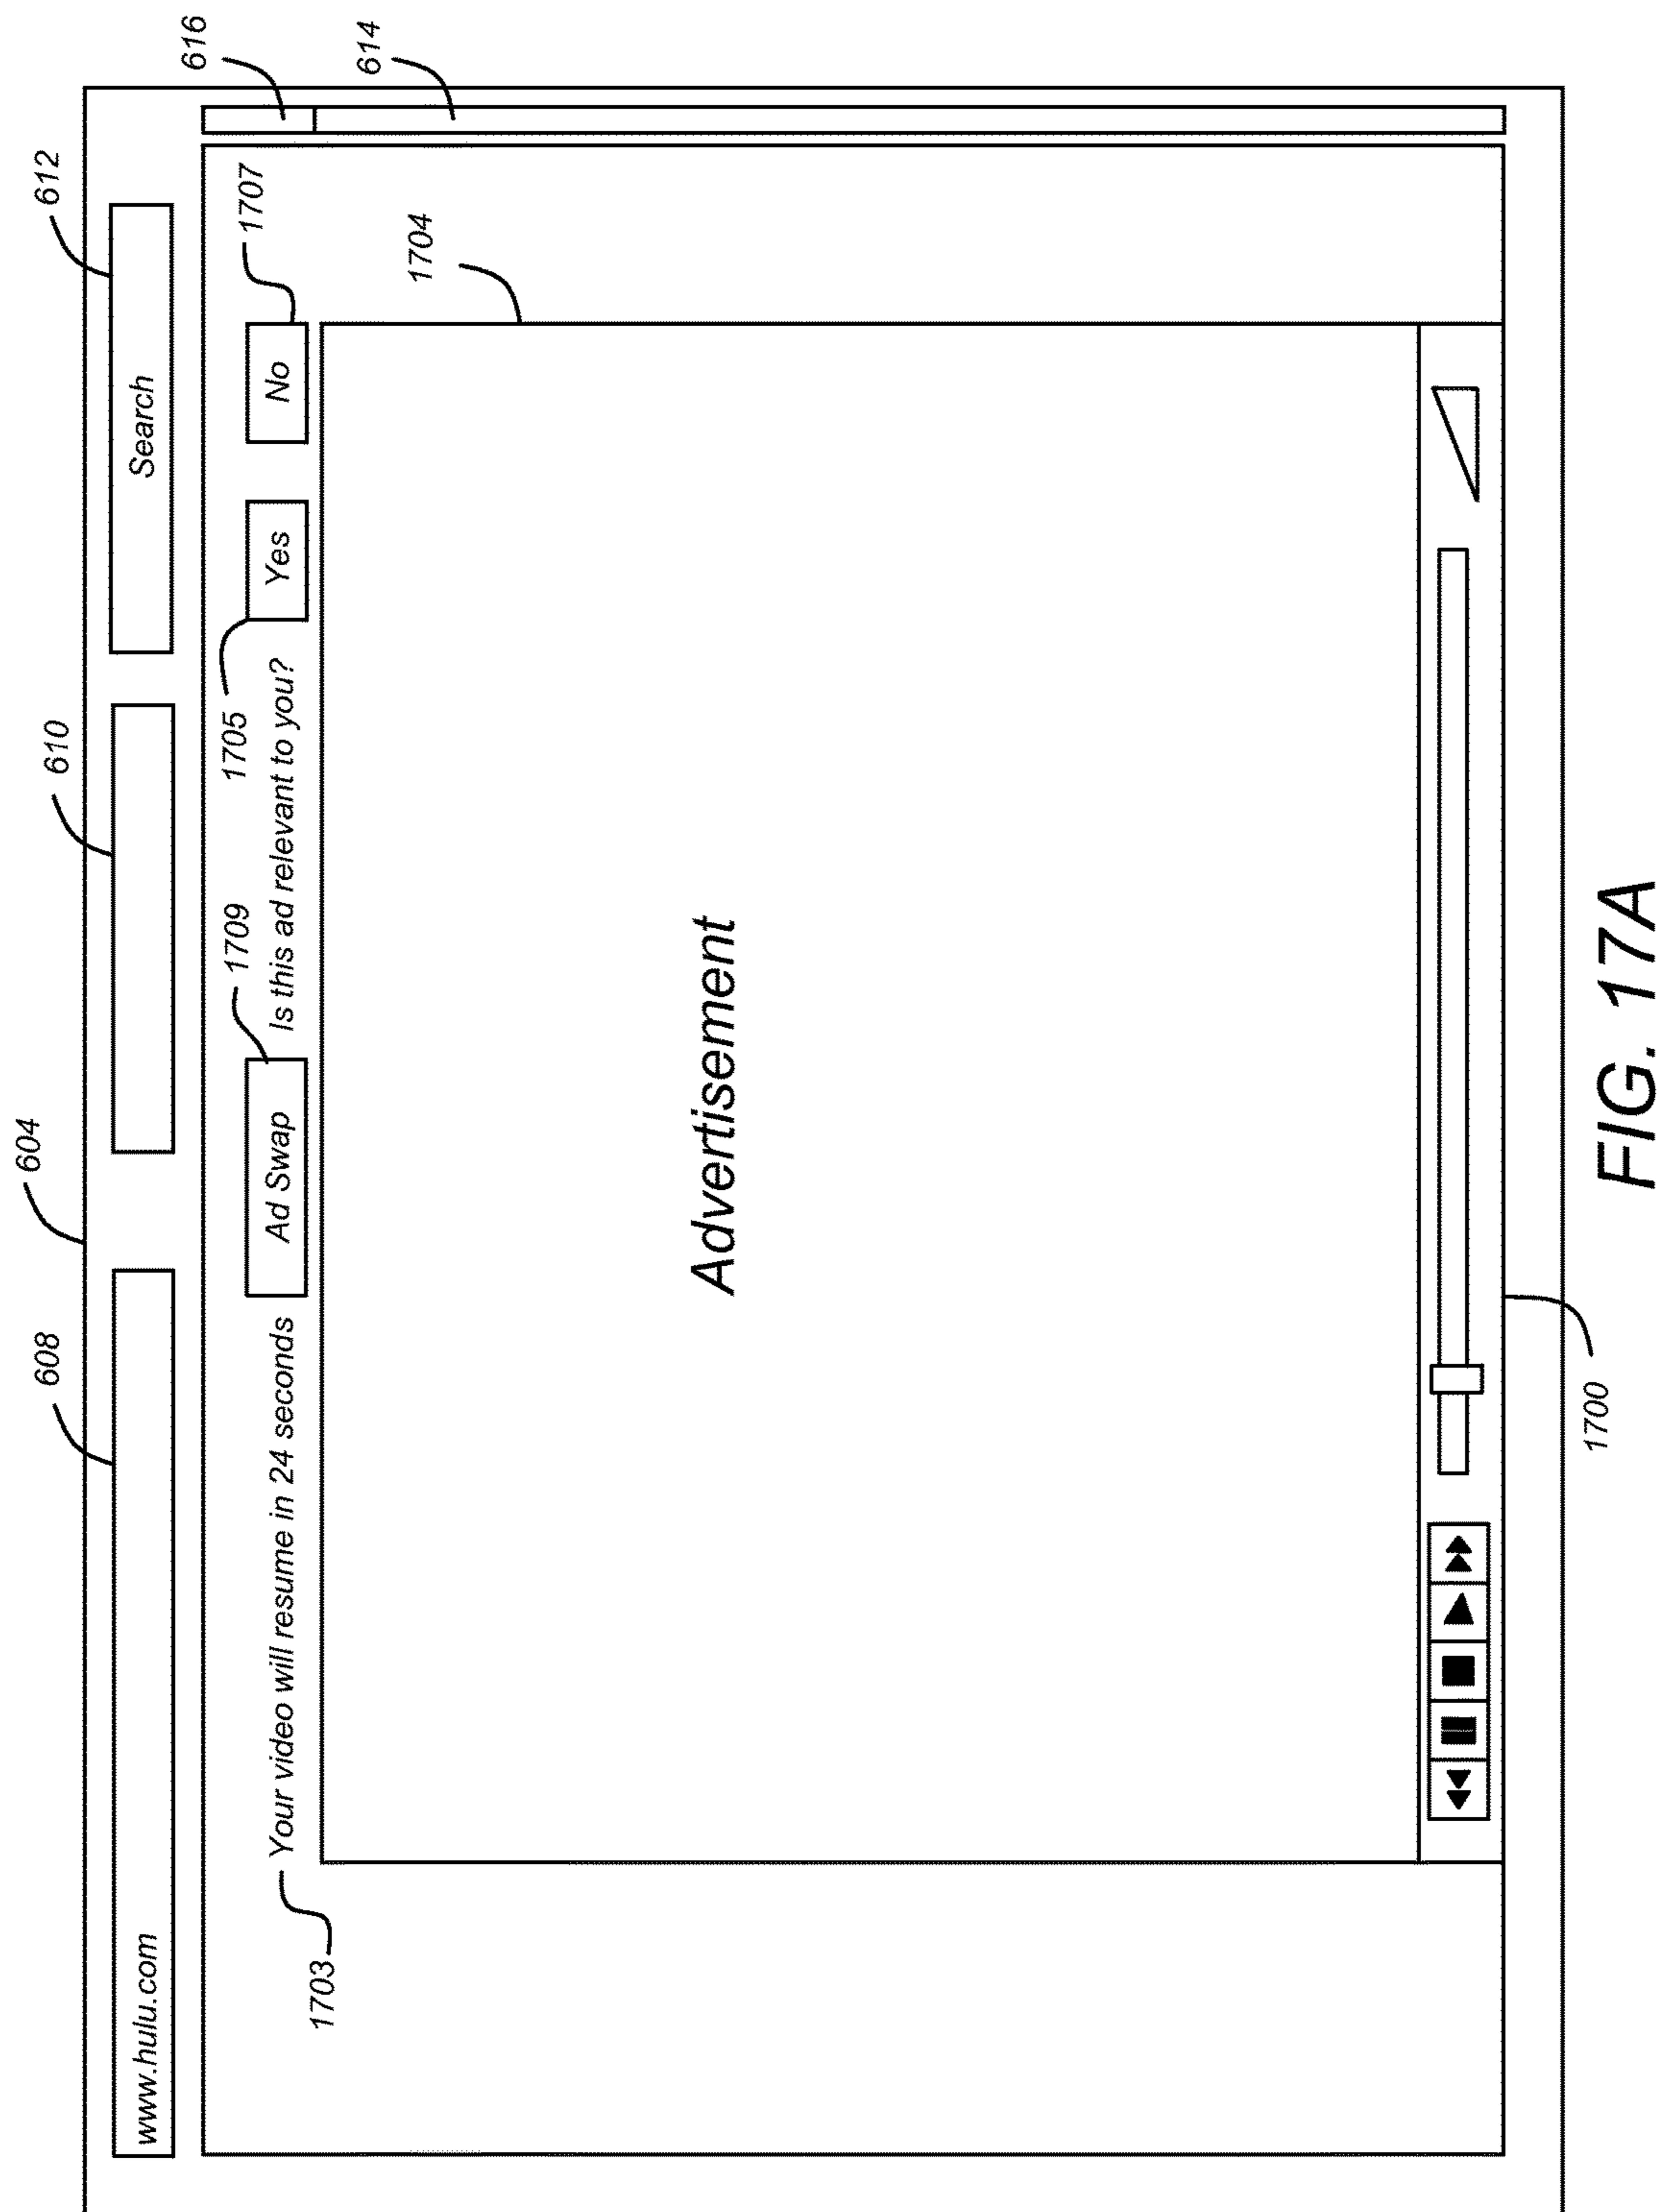 604
608
610
612
www.hulu.com
Search
616
614
1703
Your video will resume in 24 seconds
1709
Ad Swap
Is this ad relevant to you?
1705
Yes
No
1707
1704
Advertisement
1700
FIG. 17A